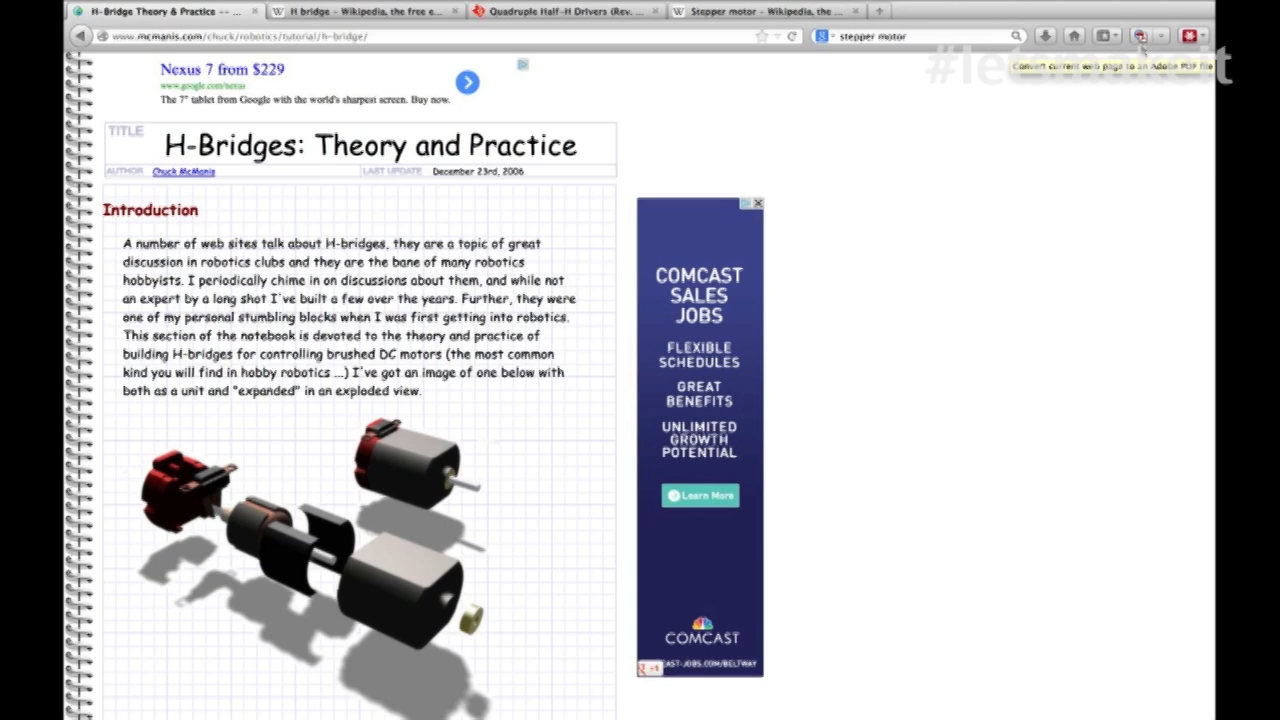 H-Bridge Theory & Practice -- ...
H bridge - Wikipedia, the free e...
Quadruple Half-H Drivers (Rev. ...
Stepper motor - Wikipedia, the ...
www.mcmanis.com/chuck/robotics/tutorial/h-bridge/
stepper motor
Convert current web page to an Adobe PDF file
Nexus 7 from $229
www.google.com/nexus
The 7" tablet from Google with the world's sharpest screen. Buy now.
TITLE
H-Bridges: Theory and Practice
AUTHOR Chuck McManis LAST UPDATE December 23rd, 2006
Introduction
A number of web sites talk about H-bridges, they are a topic of great
discussion in robotics clubs and they are the bane of many robotics
hobbyists. I periodically chime in on discussions about them, and while not
an expert by a long shot I've built a few over the years. Further, they were
one of my personal stumbling blocks when I was first getting into robotics.
This section of the notebook is devoted to the theory and practice of
building H-bridges for controlling brushed DC motors (the most common
kind you will find in hobby robotics ...) I've got an image of one below with
both as a unit and "expanded" in an exploded view.
COMCAST
SALES
JOBS
FLEXIBLE
SCHEDULES
GREAT
BENEFITS
UNLIMITED
GROWTH
POTENTIAL
Learn More
COMCAST
+1
AST-JOBS.COM/BELTWAY